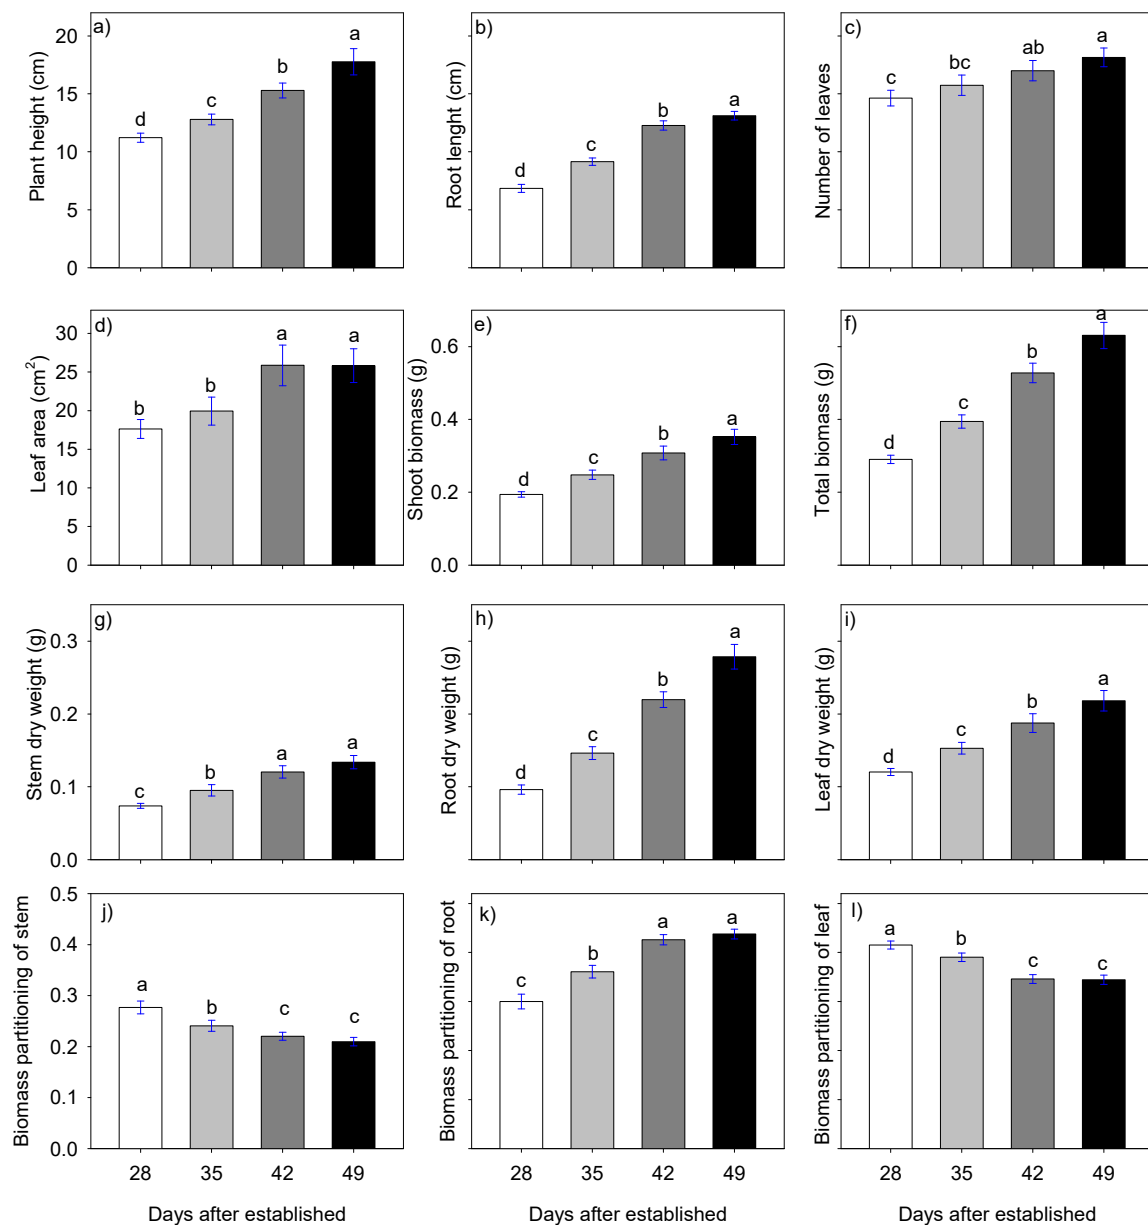 a)
Plant height (cm)
20
15
10
5
0
d
c
b
a
b)
Root lenght (cm)
d
c
b
a
c)
Number of leaves
c
bc
ab
a
d)
Leaf area (cm²)
30
25
20
15
10
5
0
b
b
a
a
e)
Shoot biomass (g)
0.6
0.4
0.2
0.0
d
c
b
a
f)
Total biomass (g)
d
c
b
a
g)
Stem dry weight (g)
0.3
0.2
0.1
0.0
c
b
a
a
h)
Root dry weight (g)
d
c
b
a
i)
Leaf dry weight (g)
d
c
b
a
j)
Biomass partitioning of stem
0.5
0.4
0.3
0.2
0.1
0.0
a
b
c
c
28 35 42 49
Days after established
k)
Biomass partitioning of root
c
b
a
a
28 35 42 49
Days after established
l)
Biomass partitioning of leaf
a
b
c
c
28 35 42 49
Days after established